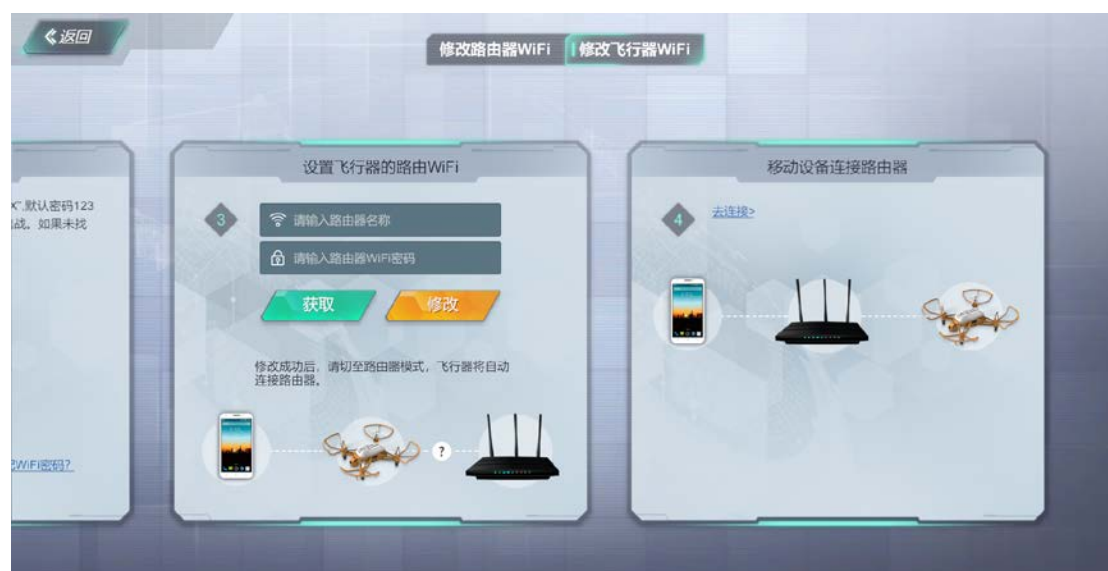 返回
修改路由器WiFi
修改飞行器WiFi
X”,默认密码123
战。如果未找
WiFi密码?
设置飞行器的路由WiFi
3
请输入路由器名称
请输入路由器WIFI密码
获取
修改
修改成功后，请切至路由器模式，飞行器将自动
连接路由器。
?
移动设备连接路由器
4
去连接>